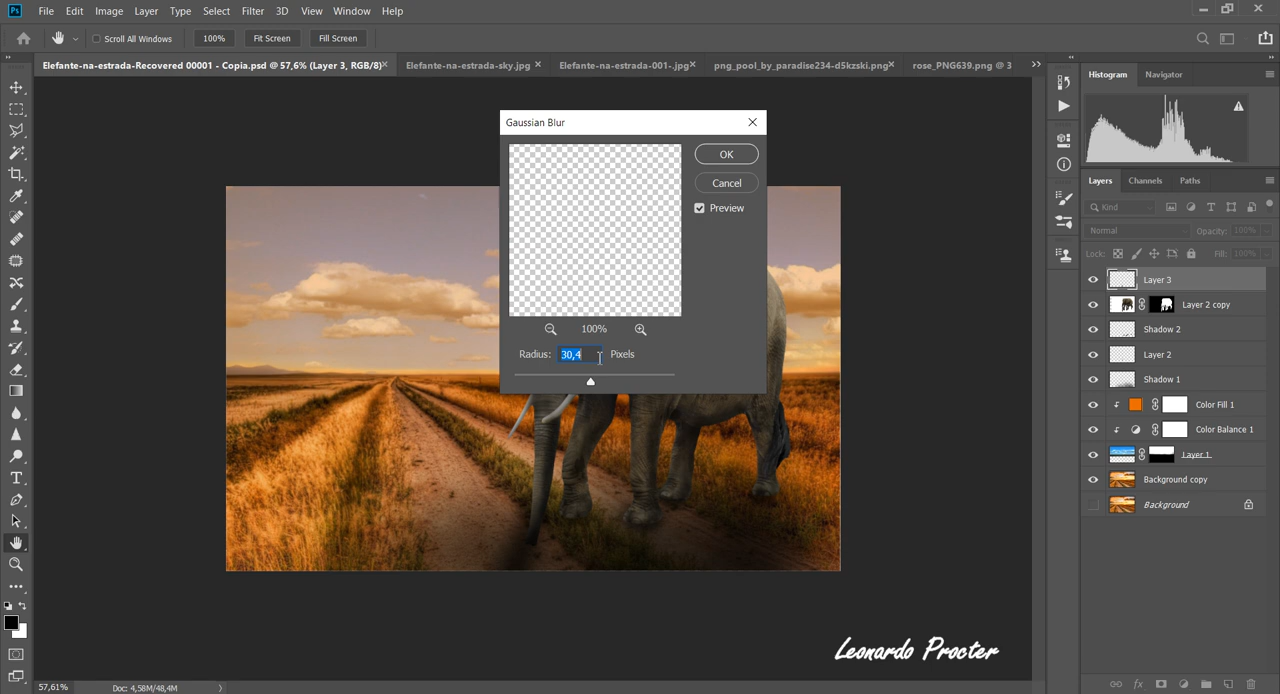 Ps File Edit Image Layer Type Select Filter 3D View Window Help
Scroll All Windows 100% Fit Screen Fill Screen
Elefante-na-estrada-Recovered 00001 - Copia.psd @ 57,6% (Layer 3, RGB/8) Elefante-na-estrada-sky.jpg Elefante-na-estrada-001-.jpg png_pool_by_paradise234-d5kzski.png rose_PNG639.png @ 3
Histogram Navigator
Gaussian Blur
OK
Cancel
Preview
100%
Radius: 30,4 Pixels
Layers Channels Paths
Kind
Normal Opacity: 100%
Lock: Fill: 100%
Layer 3
Layer 2 copy
Shadow 2
Layer 2
Shadow 1
Color Fill 1
Color Balance 1
Layer 1
Background copy
Background
Leonardo Procter
57,61% Doc: 4,58M/48,4M